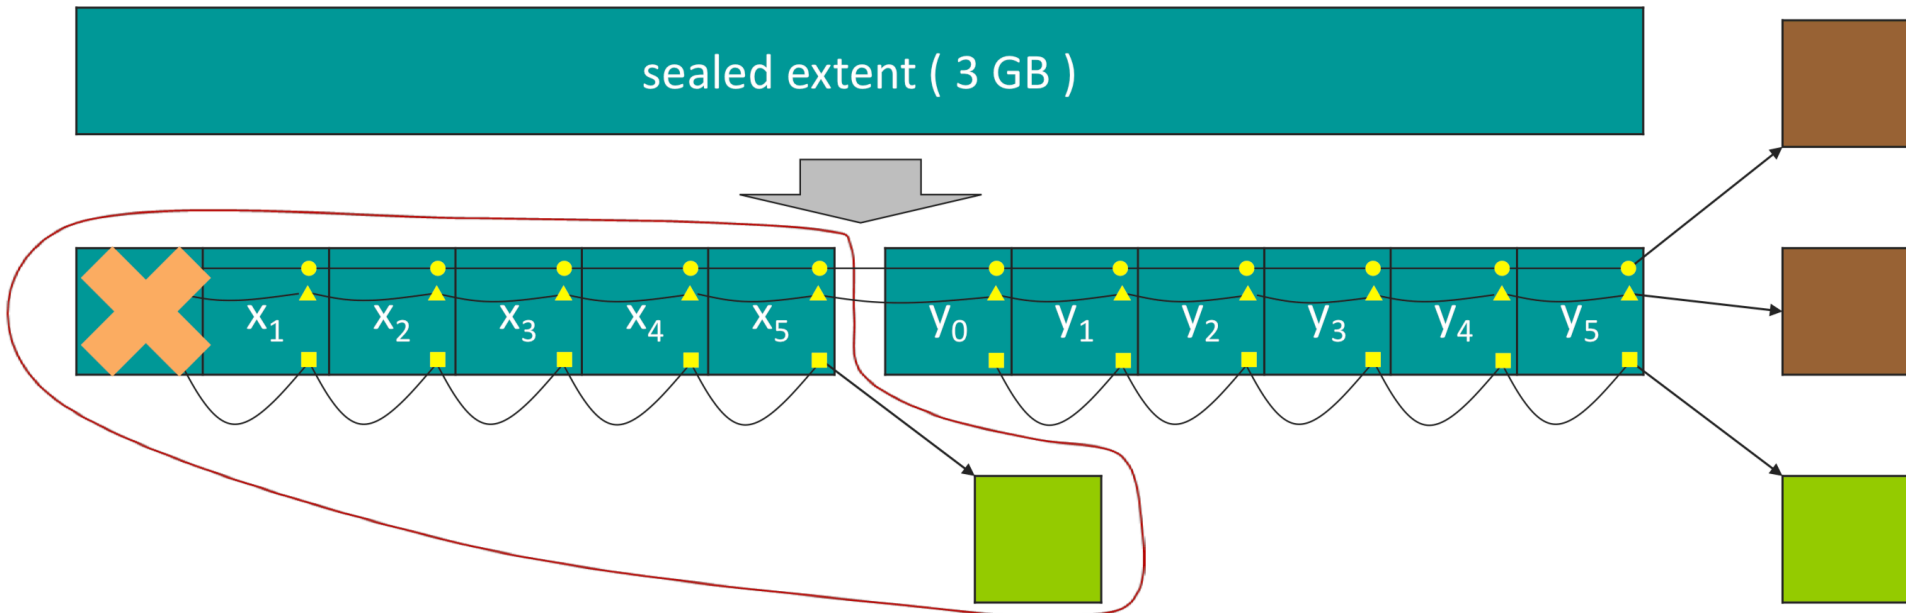 sealed extent ( 3 GB )
x₁ x₂ x₃ x₄ x₅ y₀ y₁ y₂ y₃ y₄ y₅